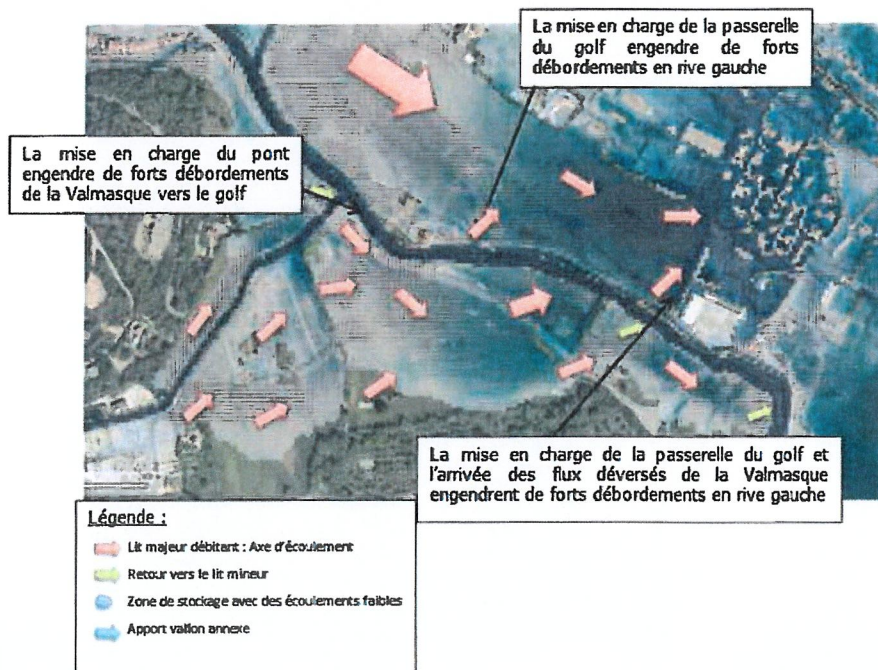 La mise en charge de la passerelle
du golf engendre de forts
débordements en rive gauche
La mise en charge du pont
engendre de forts débordements
de la Valmasque vers le golf
La mise en charge de la passerelle du golf et
l'arrivée des flux déversés de la Valmasque
engendrent de forts débordements en rive gauche
Légende :
Lit majeur débitant : Axe d'écoulement
Retour vers le lit mineur
Zone de stockage avec des écoulements faibles
Apport vallon annexe